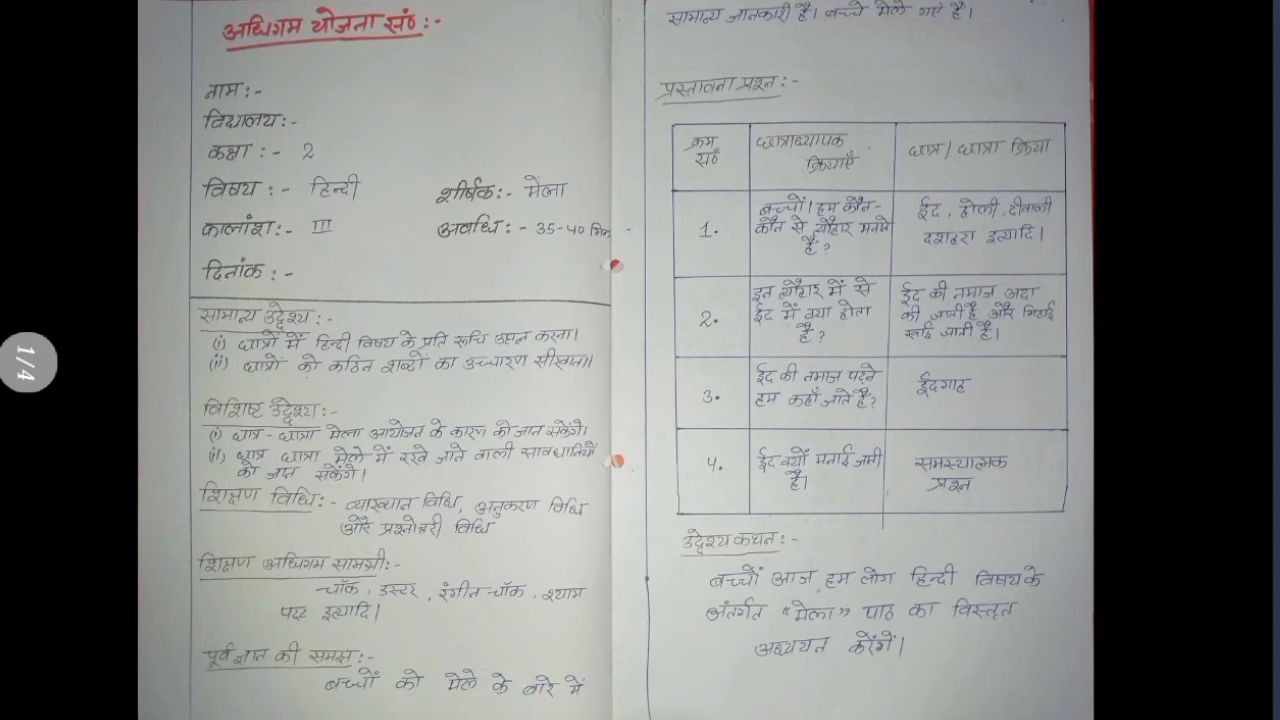 अधिगम योजना सं०:-
नाम:-
विद्यालय:-
कक्षा:- 2
विषय:- हिन्दी शीर्षक:- मेला
कालांश:- III अवधि:- 35-40 मिन
दिनांक:-
सामान्य उद्देश्य:-
(i) छात्रों में हिन्दी विषय के प्रति रूचि उत्पन्न करना।
(ii) छात्रों को कठिन शब्दों का उच्चारण सीखाना।
विशिष्ट उद्देश्य:-
(i) छात्र-छात्रा मेला आयोजन के कारण को जान सकेंगे।
(ii) छात्र छात्रा मेले में रखे जाने वाली सावधानियों
को जान सकेंगे।
शिक्षण विधि:- व्याख्यान विधि, अनुकरण विधि
और प्रश्नोत्तरी विधि
शिक्षण अधिगम सामग्री:-
चॉक, डस्टर, रंगीन-चॉक, श्याम
पट्ट इत्यादि।
पूर्वज्ञान की समझ:-
बच्चों को मेले के बारे में
सामान्य जानकारी है। बच्चे मेले गए है।
प्रस्तावना प्रश्न:-
क्रम
सं०
छात्राध्यापक
क्रियाएँ
छात्र/छात्रा क्रिया
1.
बच्चों। हम कौन-
कौन से त्यौहार मनाते
हैं?
ईद, होली, दीवाली
दशहरा इत्यादि।
2.
इन त्यौहार में से
ईद में क्या होता
है?
ईद की नमाज अदा
की जाती है और मिठाई
खाई जाती है।
3.
ईद की नमाज पढ़ने
हम कहाँ जाते है?
ईदगाह
4.
ईद क्यों मनाई जाती
है।
समस्यात्मक
प्रश्न
उद्देश्य कथन:-
बच्चों आज हम लोग हिन्दी विषय के
अंतर्गत "मेला" पाठ का विस्तृत
अध्ययन करेंगें।
1/4